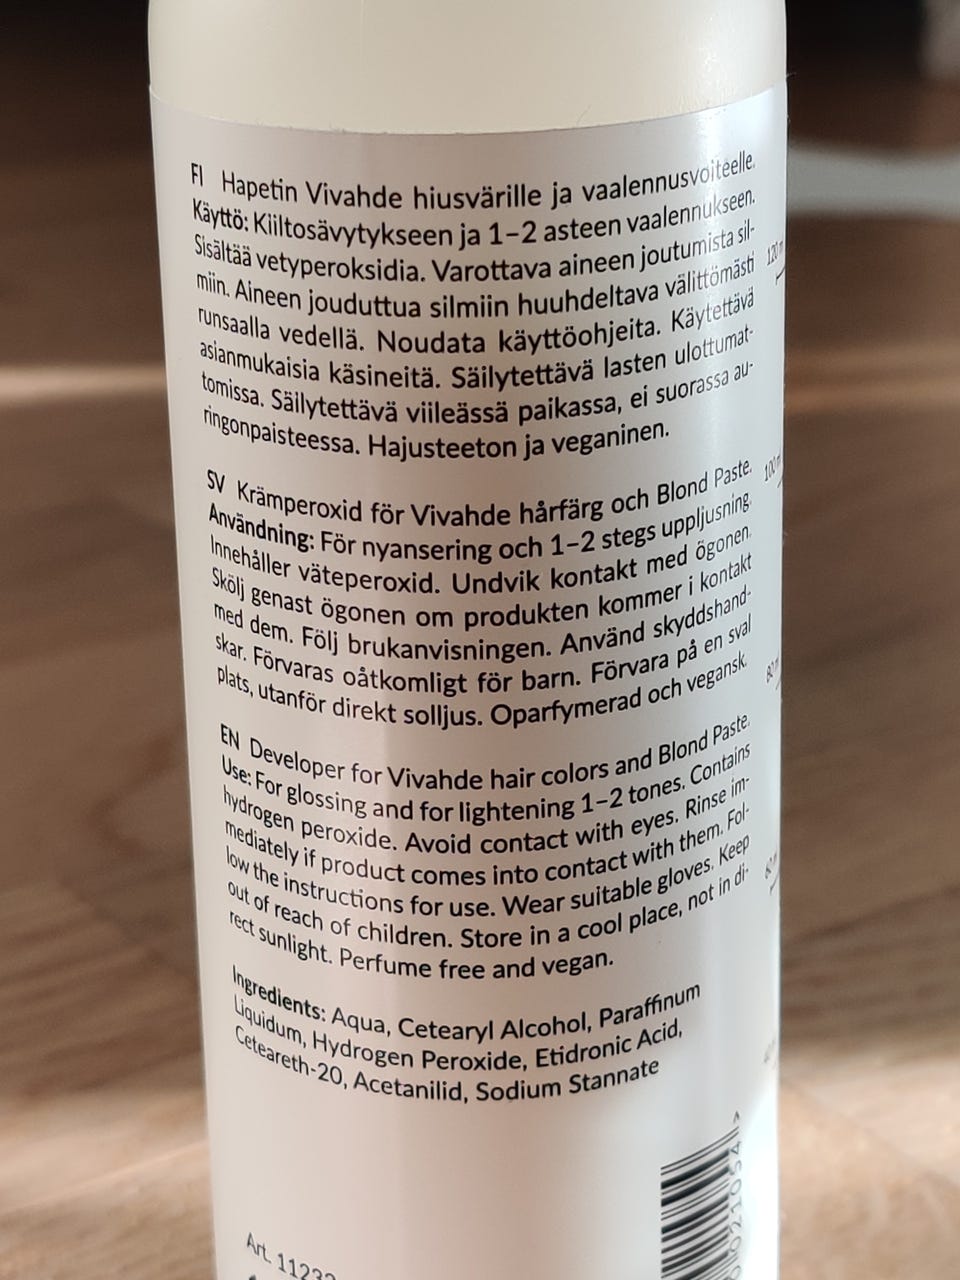 FI Hapetin Vivahde hiusvärille ja vaalennusvoiteelle.
Käyttö: Kiiltosävytykseen ja 1–2 asteen vaalennukseen.
Sisältää vetyperoksidia. Varottava aineen joutumista sil-
miin. Aineen jouduttua silmiin huuhdeltava välittömästi
runsaalla vedellä. Noudata käyttöohjeita. Käytettävä
asianmukaisia käsineitä. Säilytettävä lasten ulottumat-
tomissa. Säilytettävä viileässä paikassa, ei suorassa au-
ringonpaisteessa. Hajusteeton ja veganinen.
SV Krämperoxid för Vivahde hårfärg och Blond Paste.
Användning: För nyansering och 1–2 stegs uppljusning.
Innehåller väteperoxid. Undvik kontakt med ögonen.
Skölj genast ögonen om produkten kommer i kontakt
med dem. Följ bruksanvisningen. Använd skyddshand-
skar. Förvaras oåtkomligt för barn. Förvara på en sval
plats, utanför direkt solljus. Oparfymerad och vegansk.
EN Developer for Vivahde hair colors and Blond Paste.
Use: For glossing and for lightening 1–2 tones. Contains
hydrogen peroxide. Avoid contact with eyes. Rinse im-
mediately if product comes into contact with them. Fol-
low the instructions for use. Wear suitable gloves. Keep
out of reach of children. Store in a cool place, not in di-
rect sunlight. Perfume free and vegan.
Ingredients: Aqua, Cetearyl Alcohol, Paraffinum
Liquidum, Hydrogen Peroxide, Etidronic Acid,
Ceteareth-20, Acetanilid, Sodium Stannate
Art.